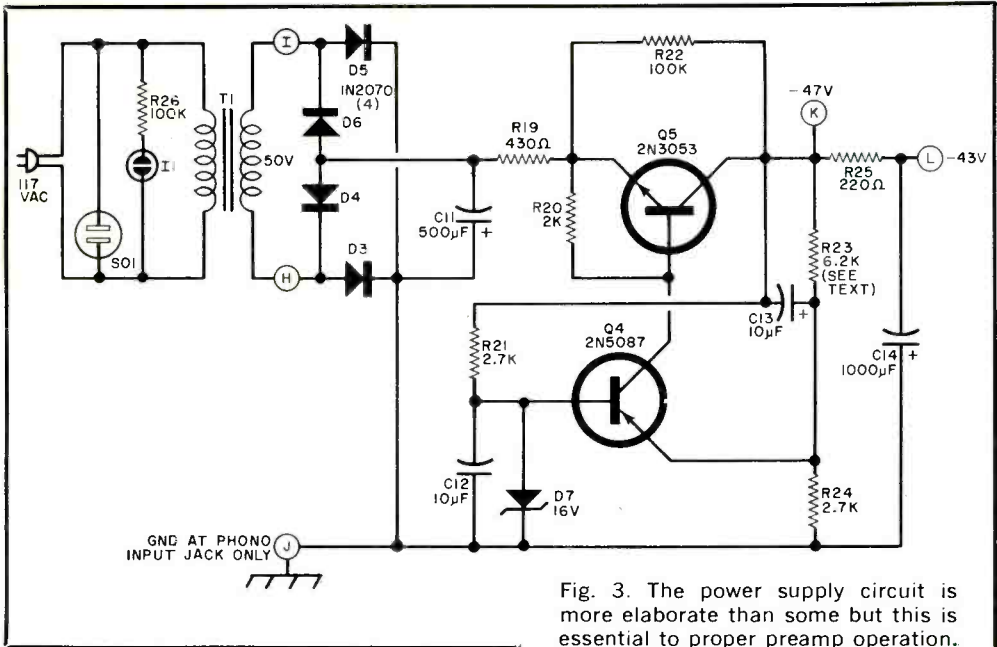 117
VAC
SO1
R26
100K
I1
T1
50V
I
H
D5
1N2070
(4)
D6
D4
D3
C11
500µF +
R19
430Ω
R20
2K
R22
100K
Q5
2N3053
-47V
K
R25
220Ω
L
-43V
R23
6.2K
(SEE
TEXT)
C13
10µF +
C14
1000µF +
R21
2.7K
Q4
2N5087
C12
10µF
D7
16V
R24
2.7K
GND AT PHONO
INPUT JACK ONLY
J
Fig. 3. The power supply circuit is
more elaborate than some but this is
essential to proper preamp operation.